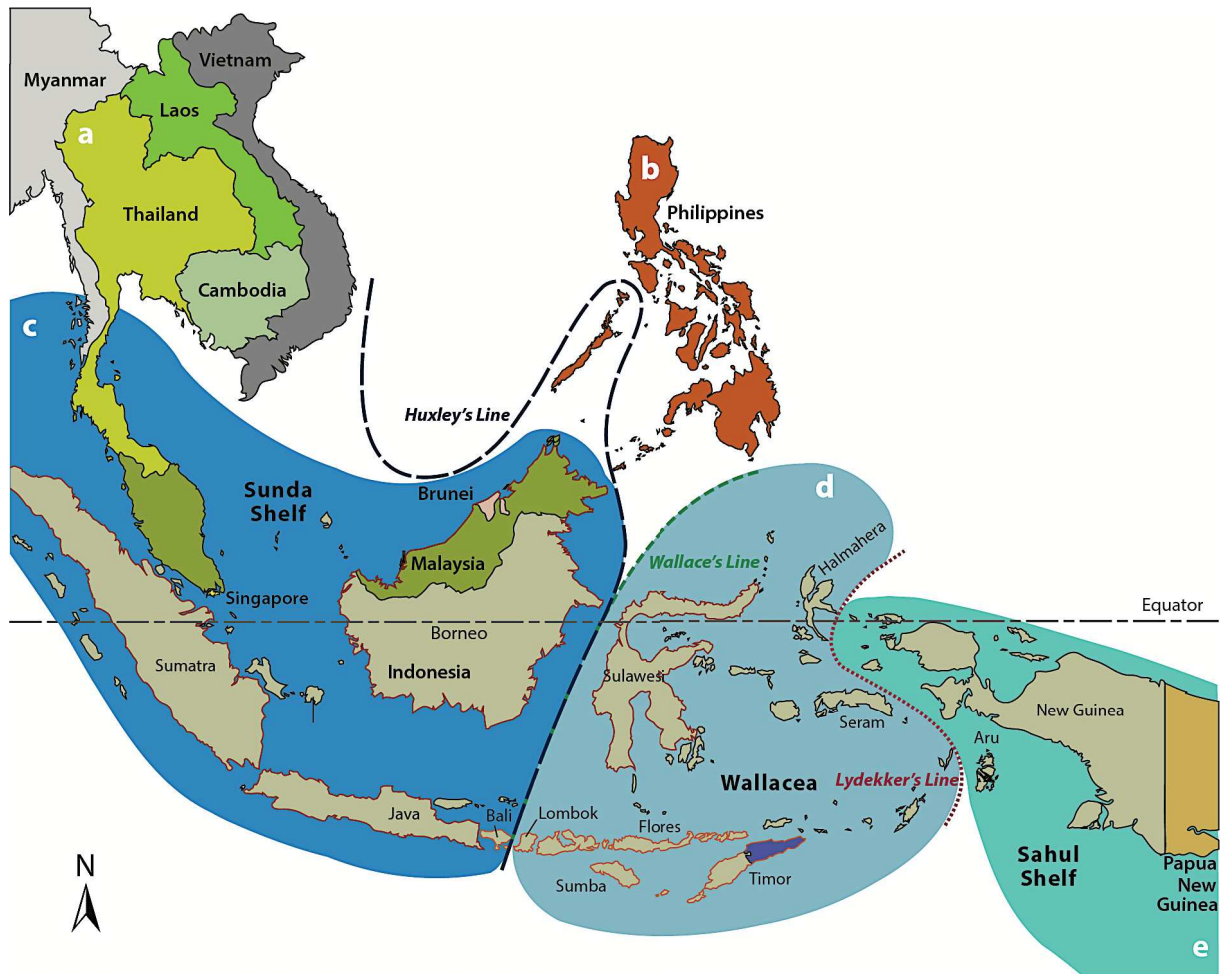 Myanmar
Vietnam
Laos
a
b
Thailand
Philippines
Cambodia
c
Huxley's Line
Sunda
Shelf
Brunei
d
Malaysia
Wallace's Line
Halmahera
Singapore
Equator
Borneo
Sumatra
Indonesia
Sulawesi
New Guinea
Seram
Aru
Wallacea
Lydekker's Line
Java
Bali
Lombok
Flores
N
Sumba
Timor
Sahul
Shelf
Papua
New
Guinea
e